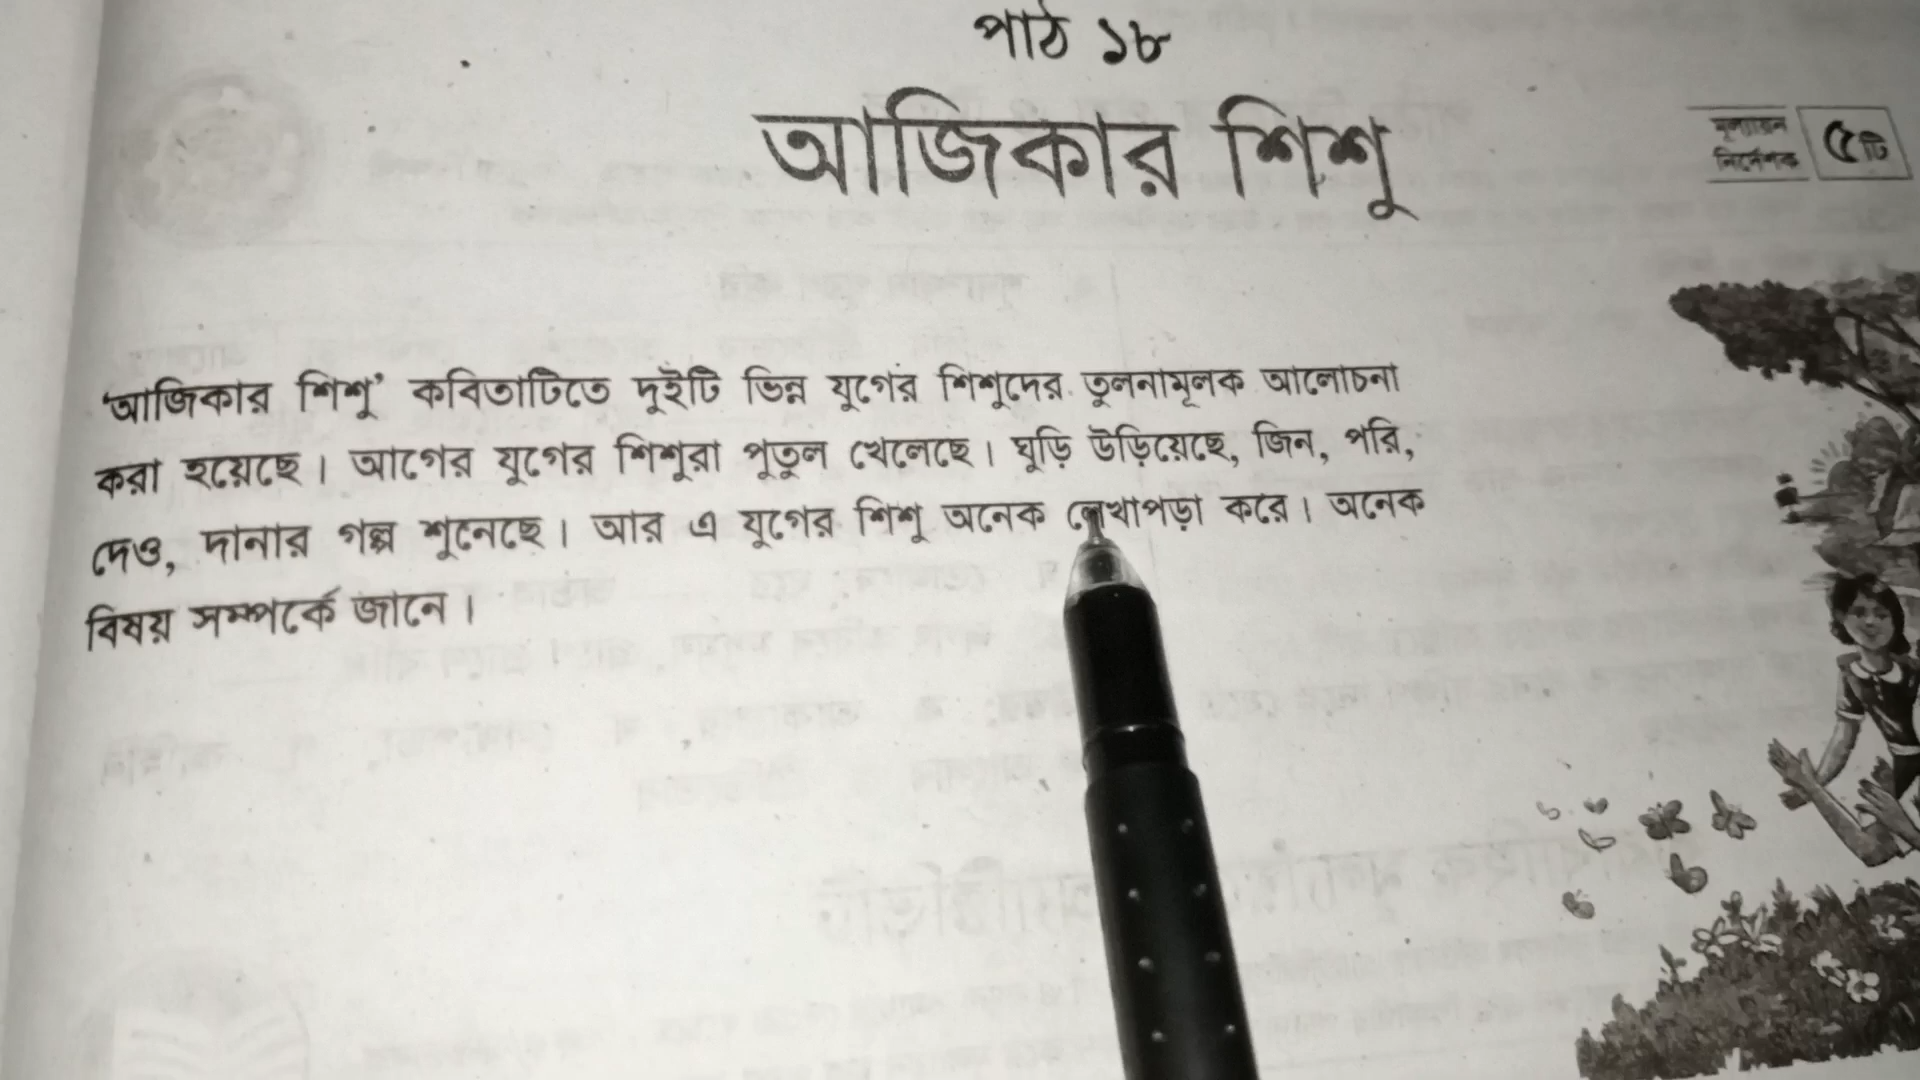 পাঠ ১৮
আজিকার শিশু
মূল্যায়ন
নির্দেশক
৫টি
‘আজিকার শিশু’ কবিতাটিতে দুইটি ভিন্ন যুগের শিশুদের তুলনামূলক আলোচনা
করা হয়েছে। আগের যুগের শিশুরা পুতুল খেলেছে। ঘুড়ি উড়িয়েছে, জিন, পরি,
দেও, দানার গল্প শুনেছে। আর এ যুগের শিশু অনেক লেখাপড়া করে। অনেক
বিষয় সম্পর্কে জানে।